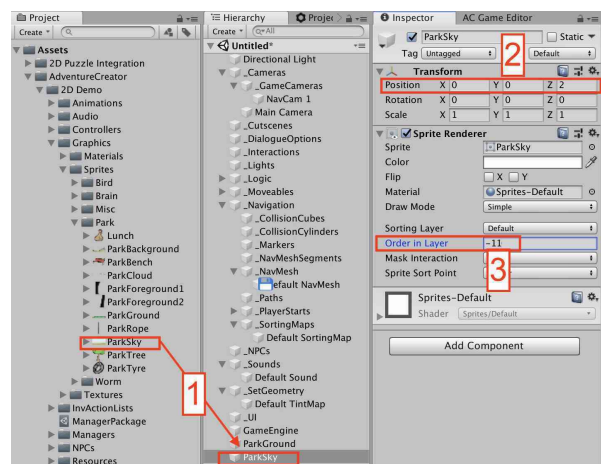 Project
Create
Assets
2D Puzzle Integration
AdventureCreator
2D Demo
Animations
Audio
Controllers
Graphics
Materials
Sprites
Bird
Brain
Misc
Park
Lunch
ParkBackground
ParkBench
ParkCloud
ParkForeground1
ParkForeground2
ParkGround
ParkRope
ParkSky
ParkTree
ParkTyre
Worm
Textures
InvActionLists
ManagerPackage
Managers
NPCs
Resources
1
Hierarchy
Create All
Untitled*
Directional Light
_Cameras
_GameCameras
NavCam 1
Main Camera
_Cutscenes
_DialogueOptions
_Interactions
_Lights
_Logic
_Moveables
_Navigation
_CollisionCubes
_CollisionCylinders
_Markers
_NavMeshSegments
_NavMesh
efault NavMesh
_Paths
_PlayerStarts
_SortingMaps
Default SortingMap
_NPCs
_Sounds
Default Sound
_SetGeometry
Default TintMap
_UI
GameEngine
ParkGround
ParkSky
Inspector AC Game Editor
ParkSky Static
Tag Untagged Default
2
Transform
Position X 0 Y 0 Z 2
Rotation X 0 Y 0 Z 0
Scale X 1 Y 1 Z 1
Sprite Renderer
Sprite ParkSky
Color
Flip X Y
Material Sprites-Default
Draw Mode Simple
Sorting Layer Default
Order in Layer -11
Mask Interaction
Sprite Sort Point
3
Sprites-Default
Shader Sprites/Default
Add Component